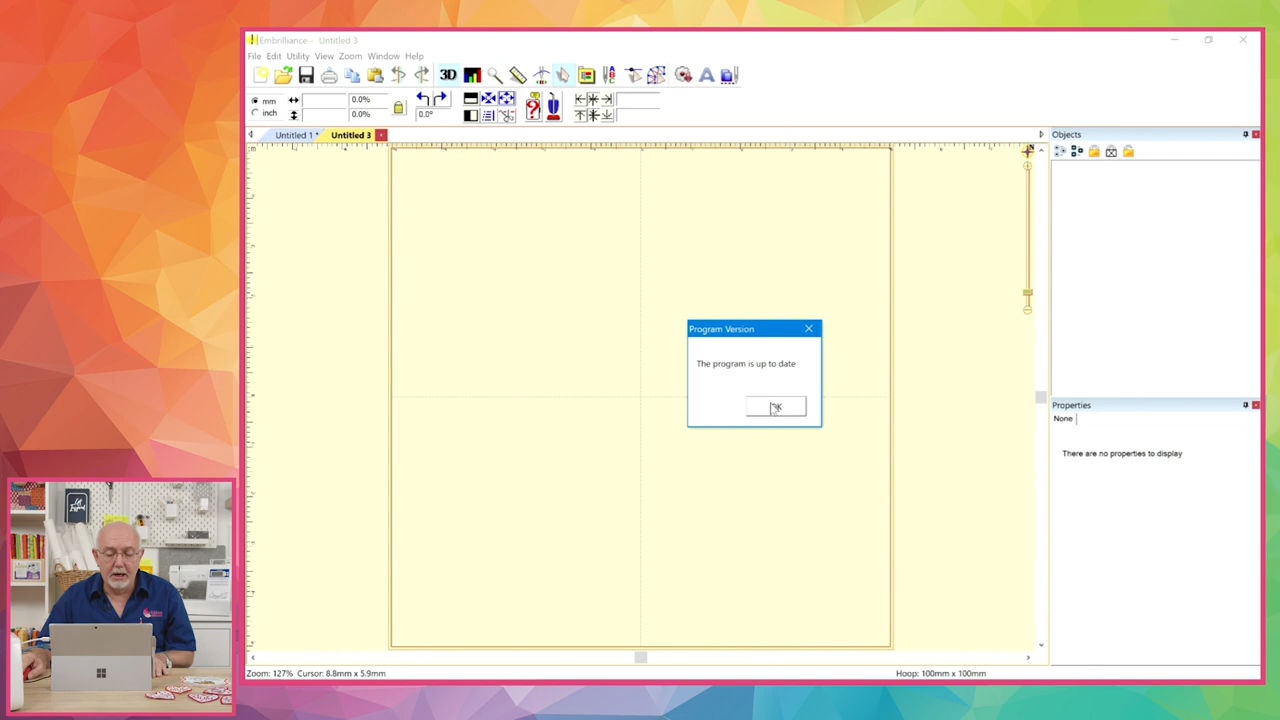 Embrilliance - Untitled 3
File Edit Utility View Zoom Window Help
3D
mm
inch
0.0%
0.0%
0.0°
Untitled 1 *
Untitled 3
Objects
Program Version
The program is up to date
OK
Properties
None
There are no properties to display
Zoom: 127% Cursor: 8.8mm x 5.9mm
Hoop: 100mm x 100mm